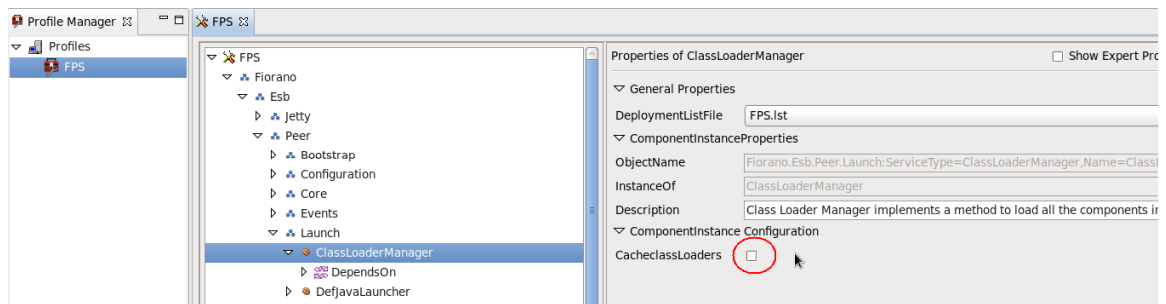 Profile Manager
Profiles
FPS
FPS
FPS
Fiorano
Esb
Jetty
Peer
Bootstrap
Configuration
Core
Events
Launch
ClassLoaderManager
DependsOn
DefJavaLauncher
Properties of ClassLoaderManager
Show Expert Pro
General Properties
DeploymentListFile FPS.lst
ComponentInstanceProperties
ObjectName Fiorano.Esb.Peer.Launch:ServiceType=ClassLoaderManager,Name=ClassL
InstanceOf ClassLoaderManager
Description Class Loader Manager implements a method to load all the components in
ComponentInstance Configuration
CacheclassLoaders